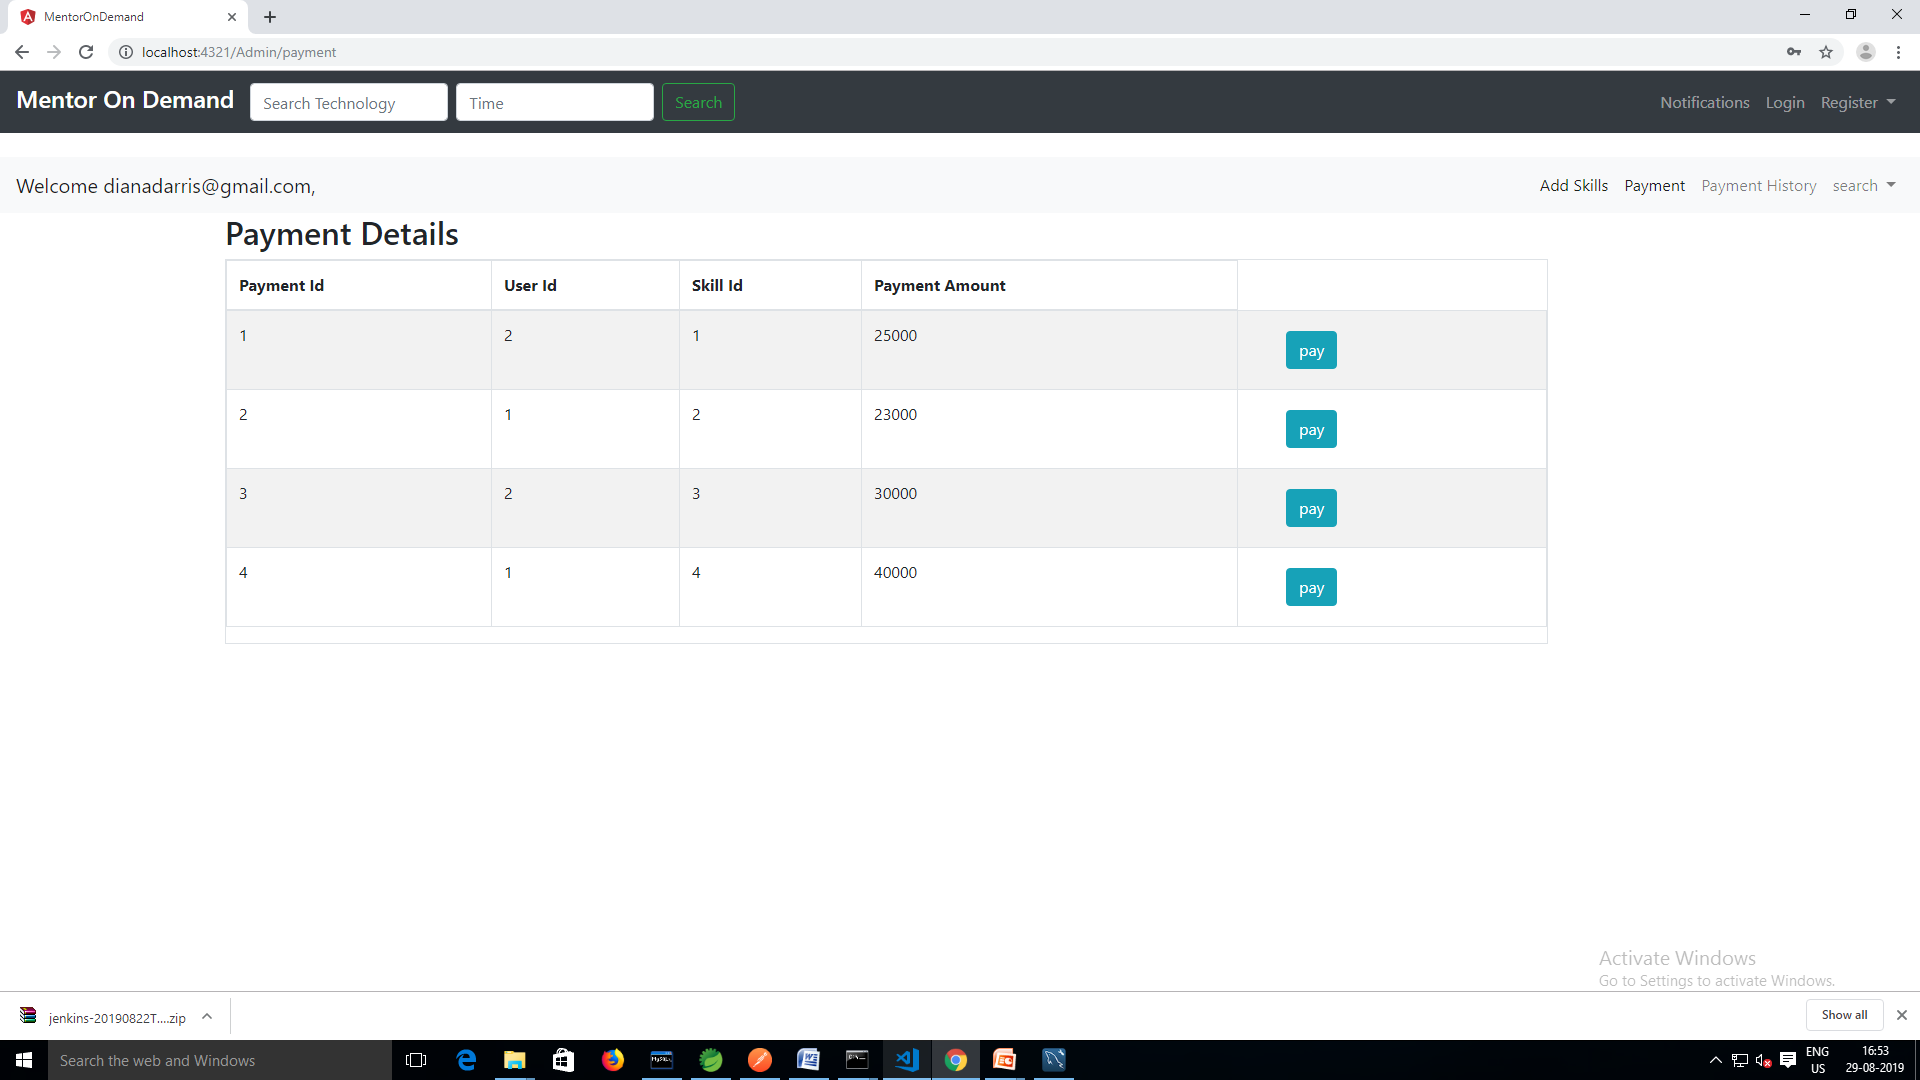 MentorOnDemand
localhost:4321/Admin/payment
Mentor On Demand Search Technology Time Search Notifications Login Register
Welcome dianadarris@gmail.com, Add Skills Payment Payment History search
Payment Details
Payment Id User Id Skill Id Payment Amount
1 2 1 25000 pay
2 1 2 23000 pay
3 2 3 30000 pay
4 1 4 40000 pay
Activate Windows
Go to Settings to activate Windows.
jenkins-20190822T....zip Show all
Search the web and Windows
ENG 16:53
US 29-08-2019